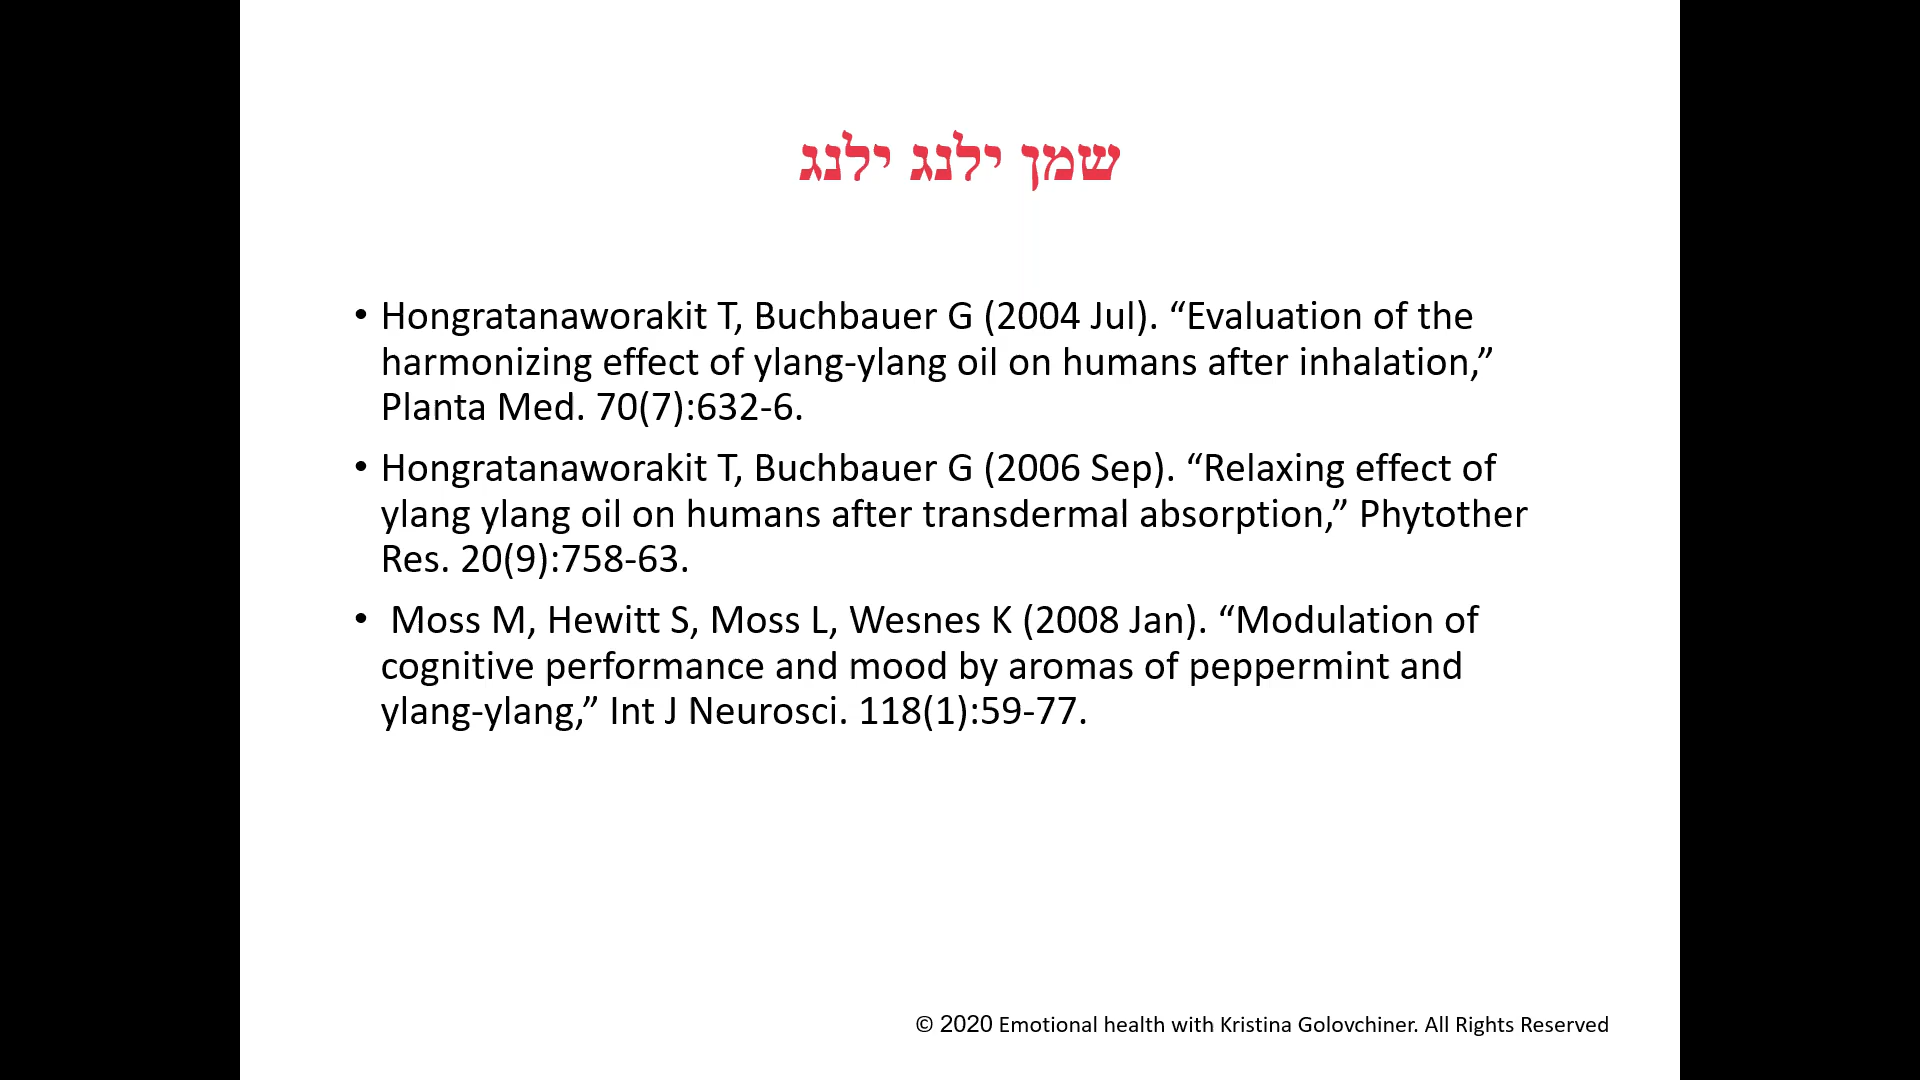 שמן ילנג ילנג
• Hongratanaworakit T, Buchbauer G (2004 Jul). “Evaluation of the
harmonizing effect of ylang-ylang oil on humans after inhalation,”
Planta Med. 70(7):632-6.
• Hongratanaworakit T, Buchbauer G (2006 Sep). “Relaxing effect of
ylang ylang oil on humans after transdermal absorption,” Phytother
Res. 20(9):758-63.
• Moss M, Hewitt S, Moss L, Wesnes K (2008 Jan). “Modulation of
cognitive performance and mood by aromas of peppermint and
ylang-ylang,” Int J Neurosci. 118(1):59-77.
© 2020 Emotional health with Kristina Golovchiner. All Rights Reserved